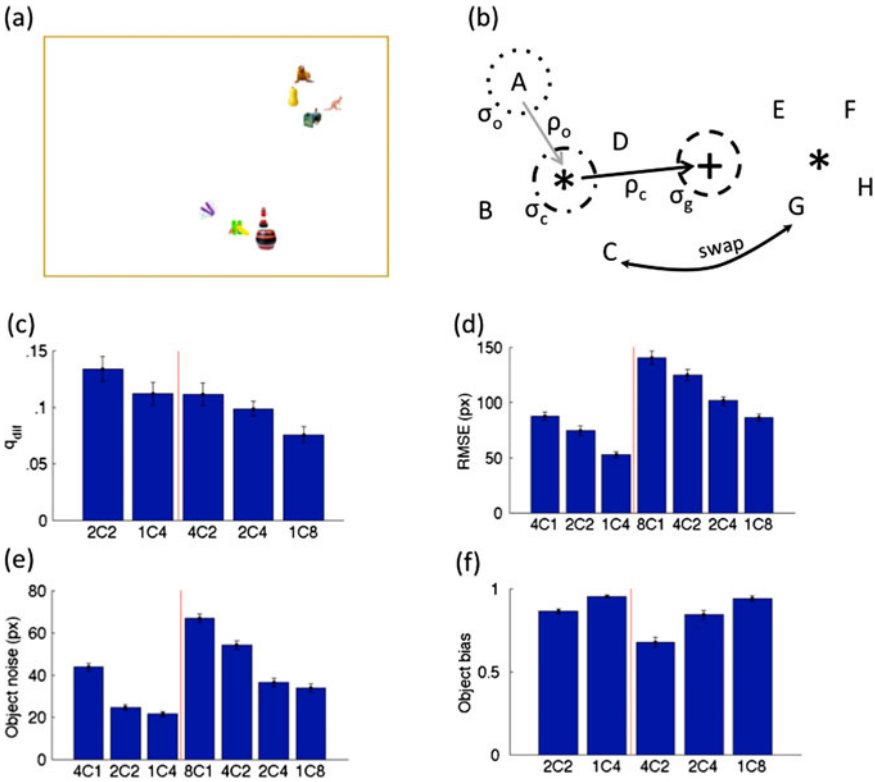 (a)
(b)
A
σo
ρo
D
E
F
*
+
*
B
σc
ρc
σg
G
H
C
swap
(c)
.15
.1
.05
0
qdif
2C2 1C4 4C2 2C4 1C8
(d)
150
100
50
0
RMSE (px)
4C1 2C2 1C4 8C1 4C2 2C4 1C8
(e)
80
60
40
20
0
Object noise (px)
4C1 2C2 1C4 8C1 4C2 2C4 1C8
(f)
1
0.5
0
Object bias
2C2 1C4 4C2 2C4 1C8